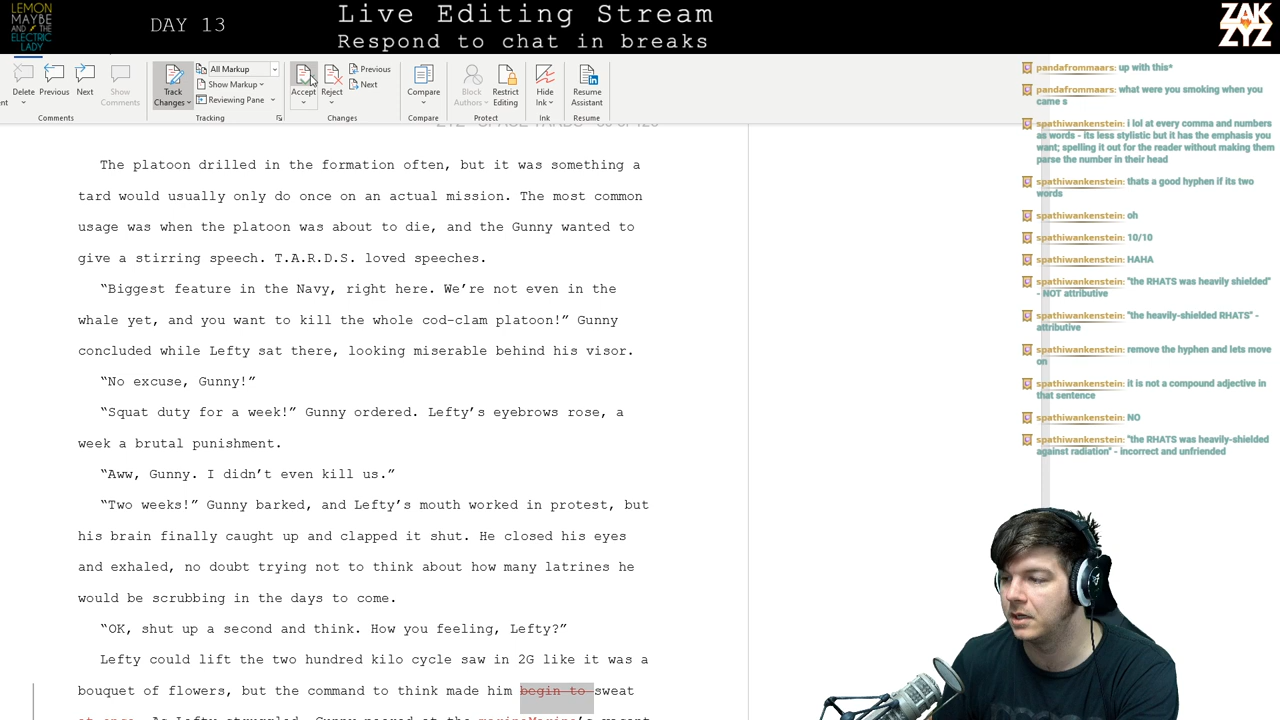 LEMON
MAYBE
AND THE
ELECTRIC
LADY
DAY 13
Live Editing Stream
Respond to chat in breaks
ZAK
ZYZ
Delete
Previous
Next
Show
Comments
Comments
Track
Changes
All Markup
Show Markup
Reviewing Pane
Tracking
Accept
Reject
Previous
Next
Changes
Compare
Compare
Block
Authors
Restrict
Editing
Protect
Hide
Ink
Ink
Resume
Assistant
Resume
The platoon drilled in the formation often, but it was something a
tard would usually only do once on an actual mission. The most common
usage was when the platoon was about to die, and the Gunny wanted to
give a stirring speech. T.A.R.D.S. loved speeches.
“Biggest feature in the Navy, right here. We’re not even in the
whale yet, and you want to kill the whole cod-clam platoon!” Gunny
concluded while Lefty sat there, looking miserable behind his visor.
“No excuse, Gunny!”
“Squat duty for a week!” Gunny ordered. Lefty’s eyebrows rose, a
week a brutal punishment.
“Aww, Gunny. I didn’t even kill us.”
“Two weeks!” Gunny barked, and Lefty’s mouth worked in protest, but
his brain finally caught up and clapped it shut. He closed his eyes
and exhaled, no doubt trying not to think about how many latrines he
would be scrubbing in the days to come.
“OK, shut up a second and think. How you feeling, Lefty?”
Lefty could lift the two hundred kilo cycle saw in 2G like it was a
bouquet of flowers, but the command to think made him begin to sweat
pandafrommaars: up with this*
pandafrommaars: what were you smoking when you
came s
spathiwankenstein: i lol at every comma and numbers
as words - its less stylistic but it has the emphasis you
want; spelling it out for the reader without making them
parse the number in their head
spathiwankenstein: thats a good hyphen if its two
words
spathiwankenstein: oh
spathiwankenstein: 10/10
spathiwankenstein: HAHA
spathiwankenstein: "the RHATS was heavily shielded"
- NOT attributive
spathiwankenstein: "the heavily-shielded RHATS" -
attributive
spathiwankenstein: remove the hyphen and lets move
on
spathiwankenstein: it is not a compound adjective in
that sentence
spathiwankenstein: NO
spathiwankenstein: "the RHATS was heavily-shielded
against radiation" - incorrect and unfriended